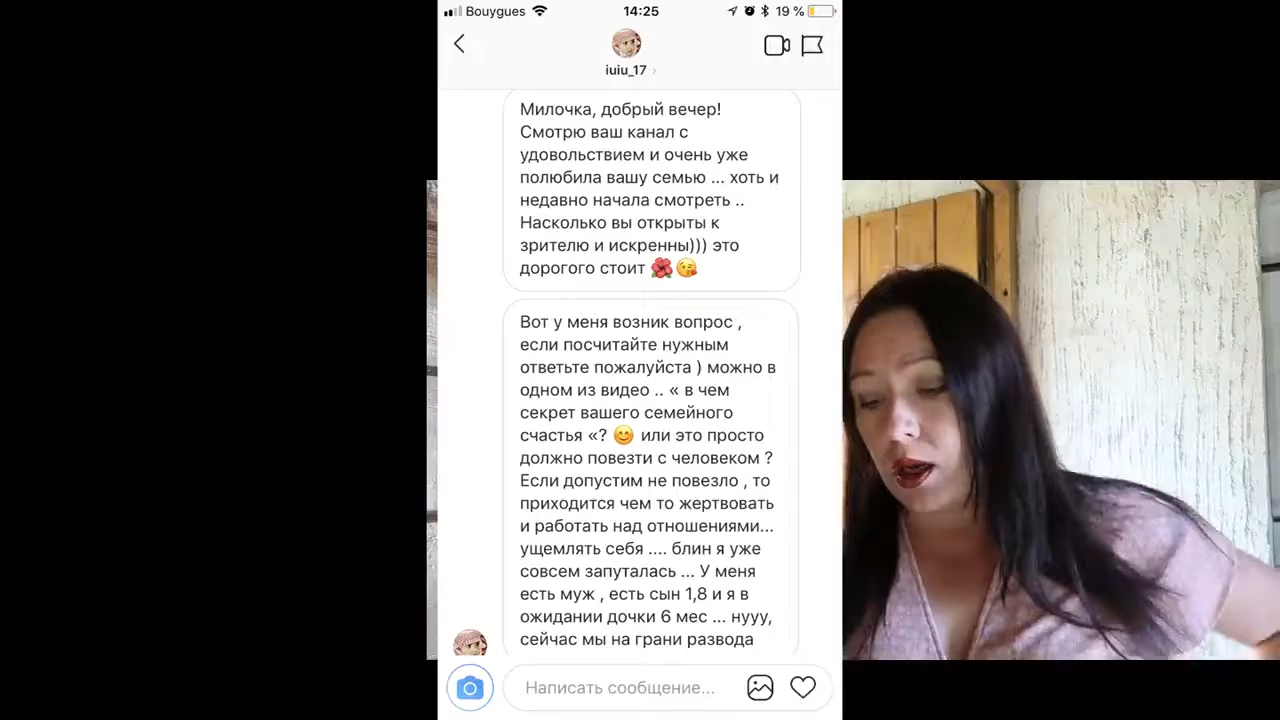 Bouygues 14:25 19 %
iuiu_17
Милочка, добрый вечер!
Смотрю ваш канал с
удовольствием и очень уже
полюбила вашу семью ... хоть и
недавно начала смотреть ..
Насколько вы открыты к
зрителю и искренны))) это
дорогого стоит 🌺😘
Вот у меня возник вопрос ,
если посчитайте нужным
ответьте пожалуйста ) можно в
одном из видео .. « в чем
секрет вашего семейного
счастья «? 😊 или это просто
должно повезти с человеком ?
Если допустим не повезло , то
приходится чем то жертвовать
и работать над отношениями...
ущемлять себя .... блин я уже
совсем запуталась ... У меня
есть муж , есть сын 1,8 и я в
ожидании дочки 6 мес ... нууу,
сейчас мы на грани развода
Написать сообщение...